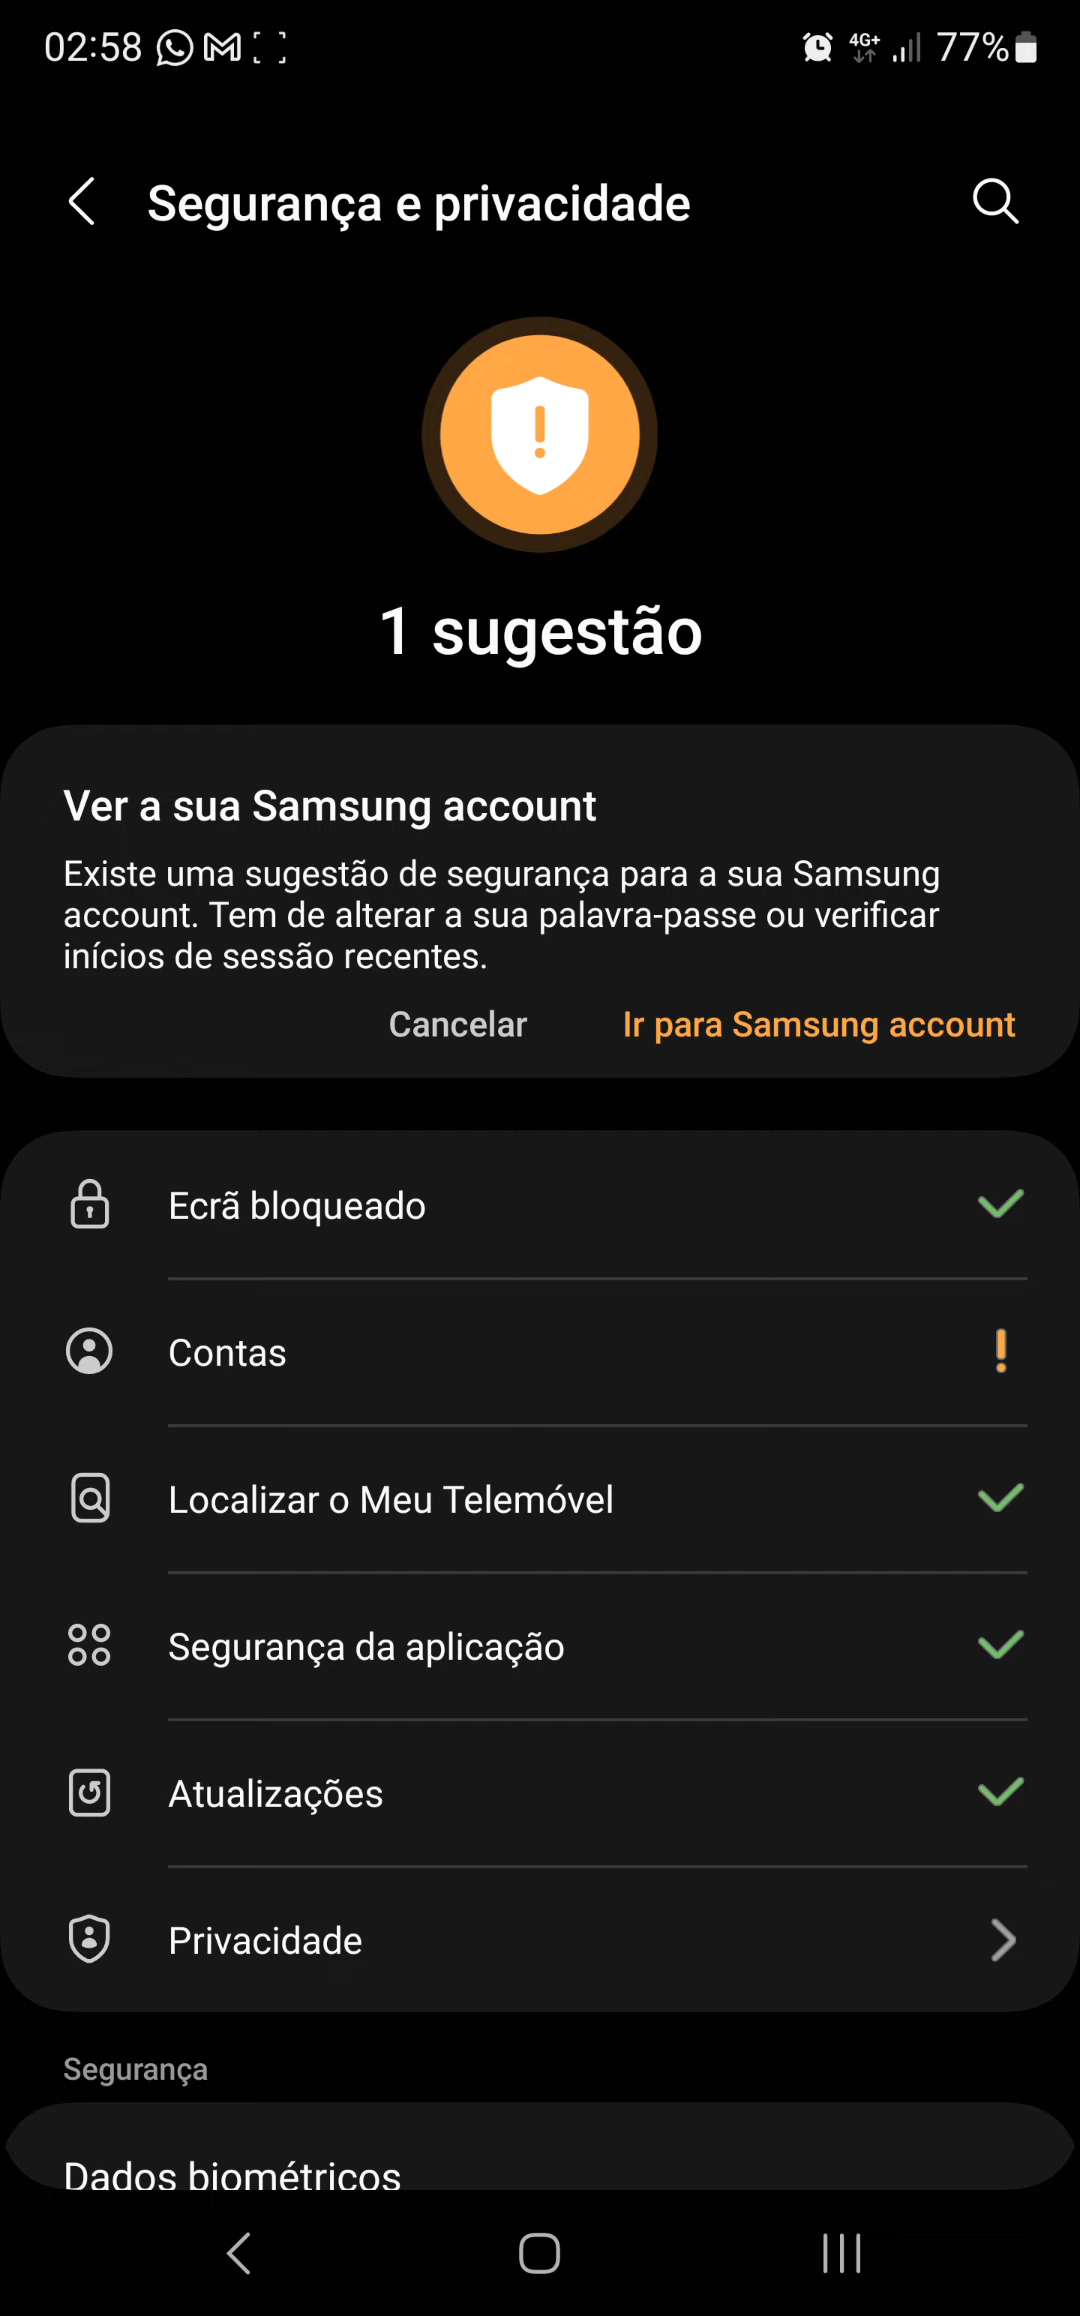 02:58 4G+ 77%
Segurança e privacidade
1 sugestão
Ver a sua Samsung account
Existe uma sugestão de segurança para a sua Samsung
account. Tem de alterar a sua palavra-passe ou verificar
inícios de sessão recentes.
Cancelar Ir para Samsung account
Ecrã bloqueado
Contas
Localizar o Meu Telemóvel
Segurança da aplicação
Atualizações
Privacidade
Segurança
Dados biométricos